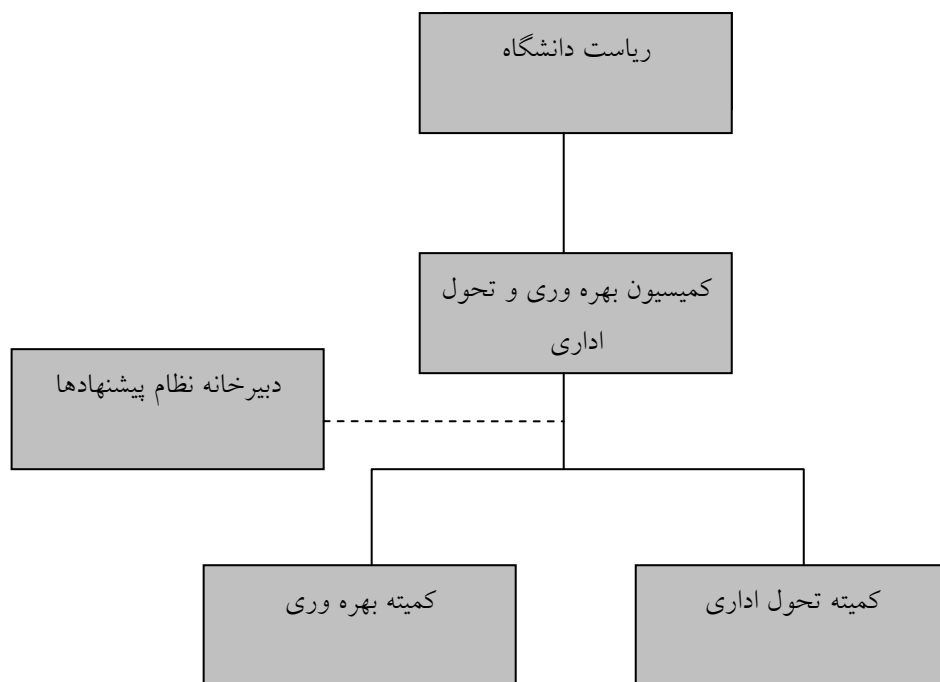 ریاست دانشگاه
کمیسیون بهره وری و تحول
اداری
دبیرخانه نظام پیشنهادها
کمیته تحول اداری
کمیته بهره وری